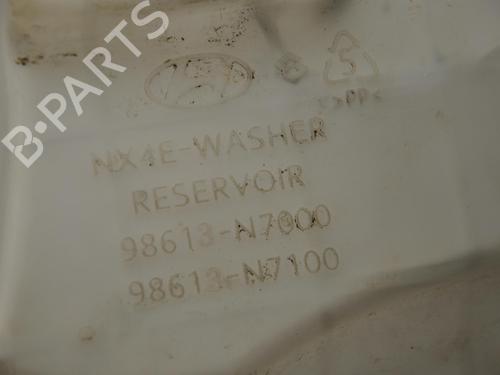 B-PARTS
>PP<
NX4E-WASHER
RESERVOIR
98613-N7000
98613-N7100